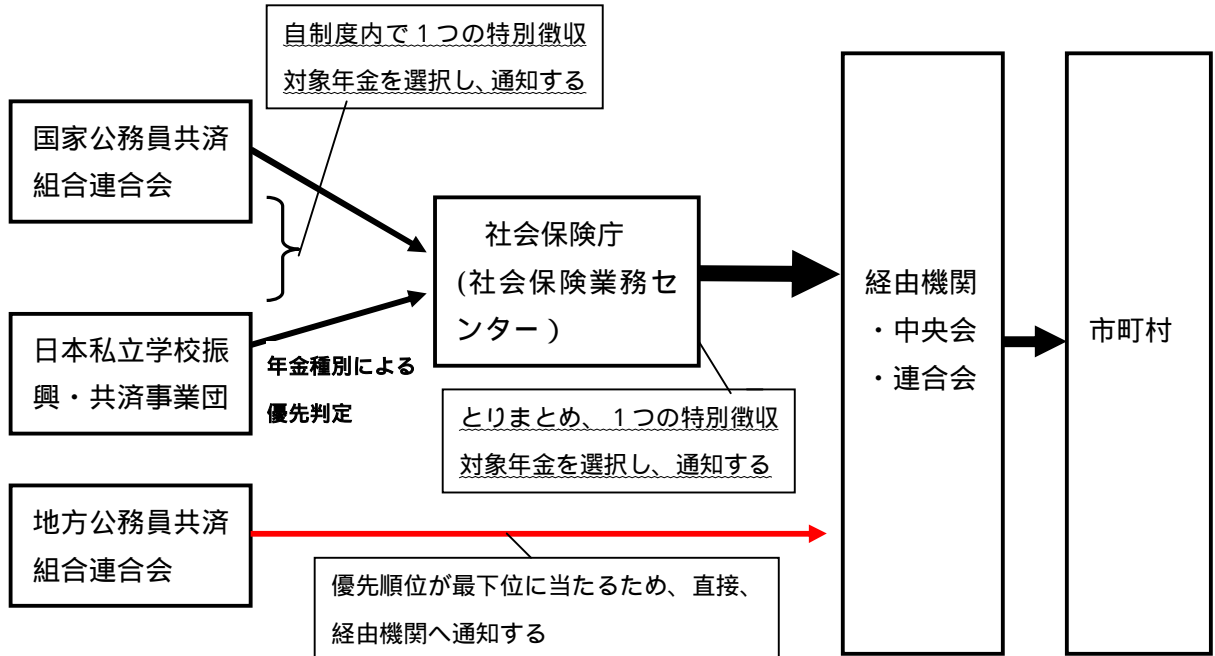 自制度内で１つの特別徴収
対象年金を選択し、通知する
国家公務員共済
組合連合会
社会保険庁
(社会保険業務セ
ンター）
経由機関
・中央会
・連合会
市町村
日本私立学校振
興・共済事業団
年金種別による
優先判定
とりまとめ、１つの特別徴収
対象年金を選択し、通知する
地方公務員共済
組合連合会
優先順位が最下位に当たるため、直接、
経由機関へ通知する